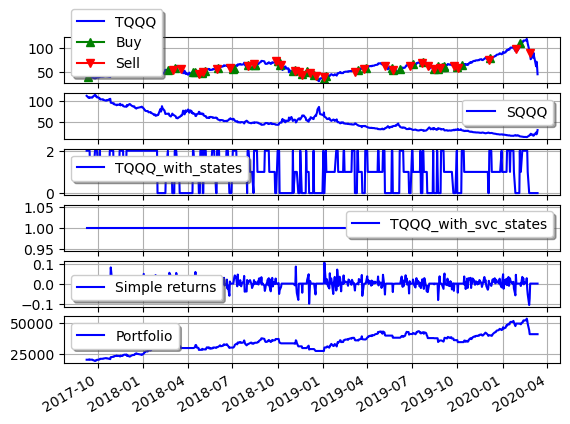 TQQQ
Buy
Sell
100
50
SQQQ
100
50
TQQQ_with_states
2
0
TQQQ_with_svc_states
1.05
1.00
0.95
Simple returns
0.1
0.0
−0.1
Portfolio
50000
25000
2017-10 2018-01 2018-04 2018-07 2018-10 2019-01 2019-04 2019-07 2019-10 2020-01 2020-04